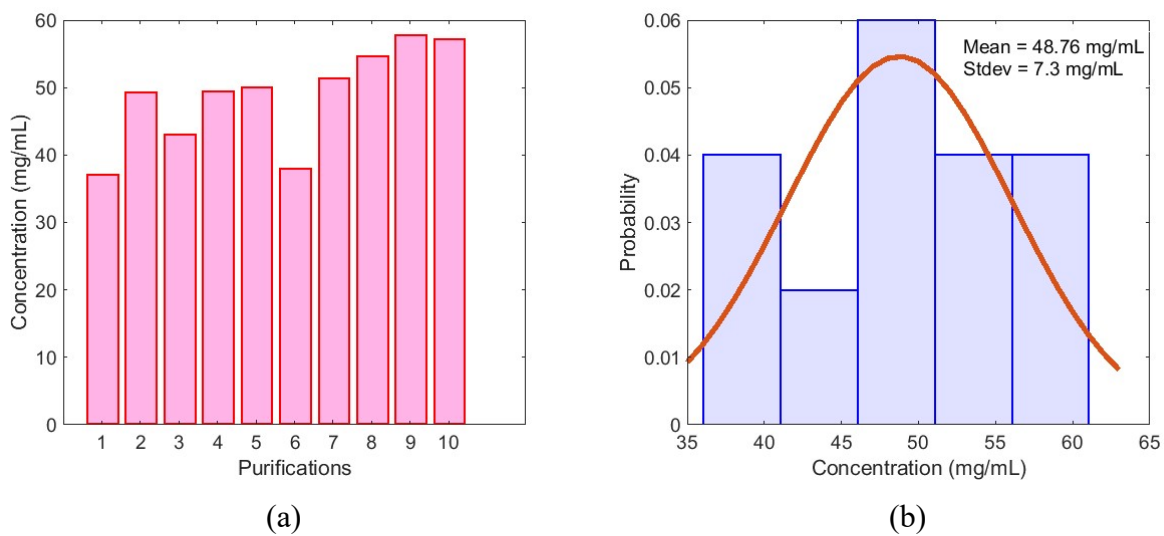 60
50
40
30
20
10
0
Concentration (mg/mL)
1 2 3 4 5 6 7 8 9 10
Purifications
(a)
0.06
0.05
0.04
0.03
0.02
0.01
0
Probability
Mean = 48.76 mg/mL
Stdev = 7.3 mg/mL
35 40 45 50 55 60 65
Concentration (mg/mL)
(b)